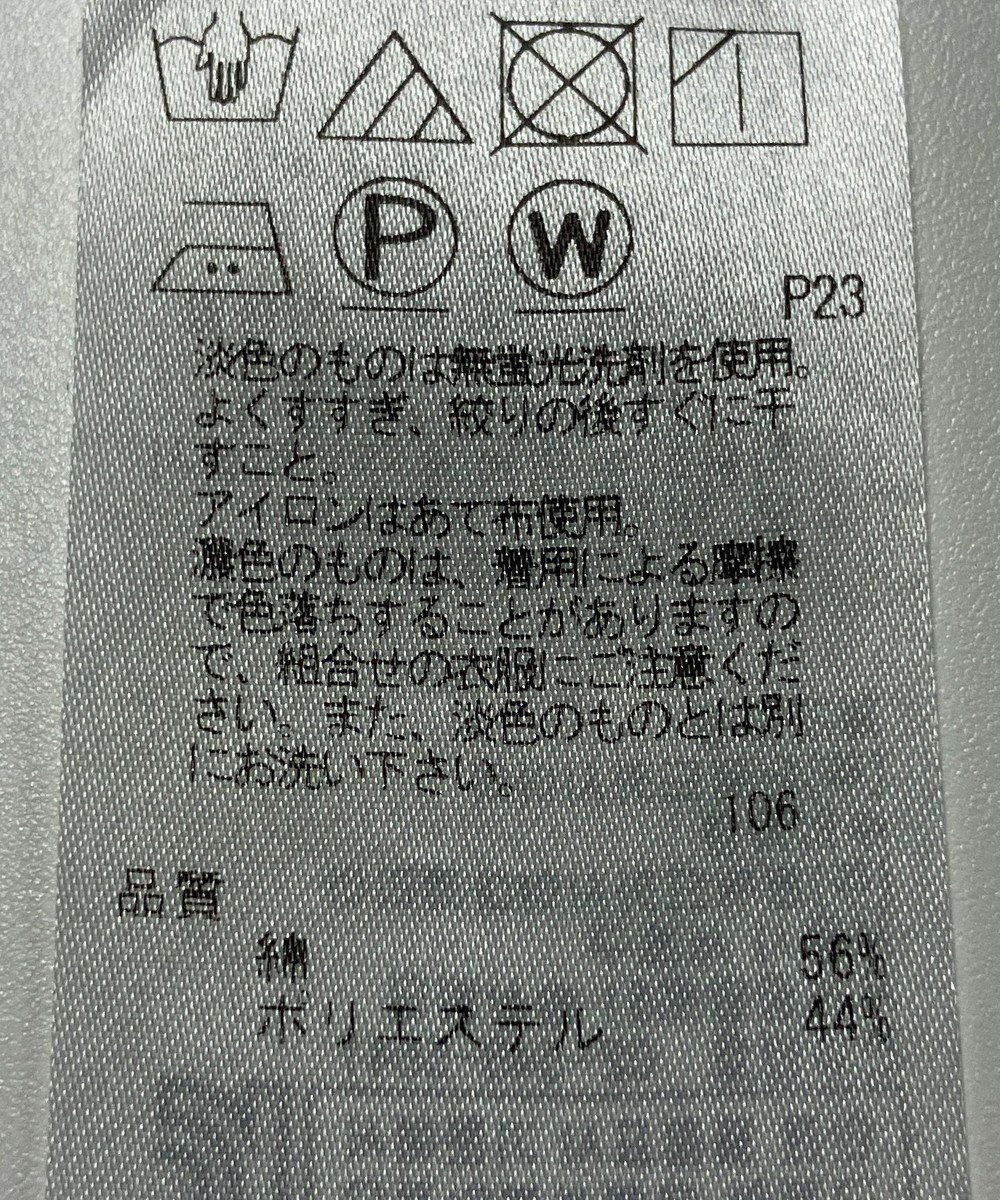 P
W
P23
淡色のものは無蛍光洗剤を使用。
よくすすぎ、絞りの後すぐに干
すこと。
アイロンはあて布使用。
濃色のものは、着用による摩擦
で色落ちすることがありますの
で、組合せの衣服にご注意くだ
さい。また、淡色のものとは別
にお洗い下さい。
106
品質
綿 56%
ポリエステル 44%